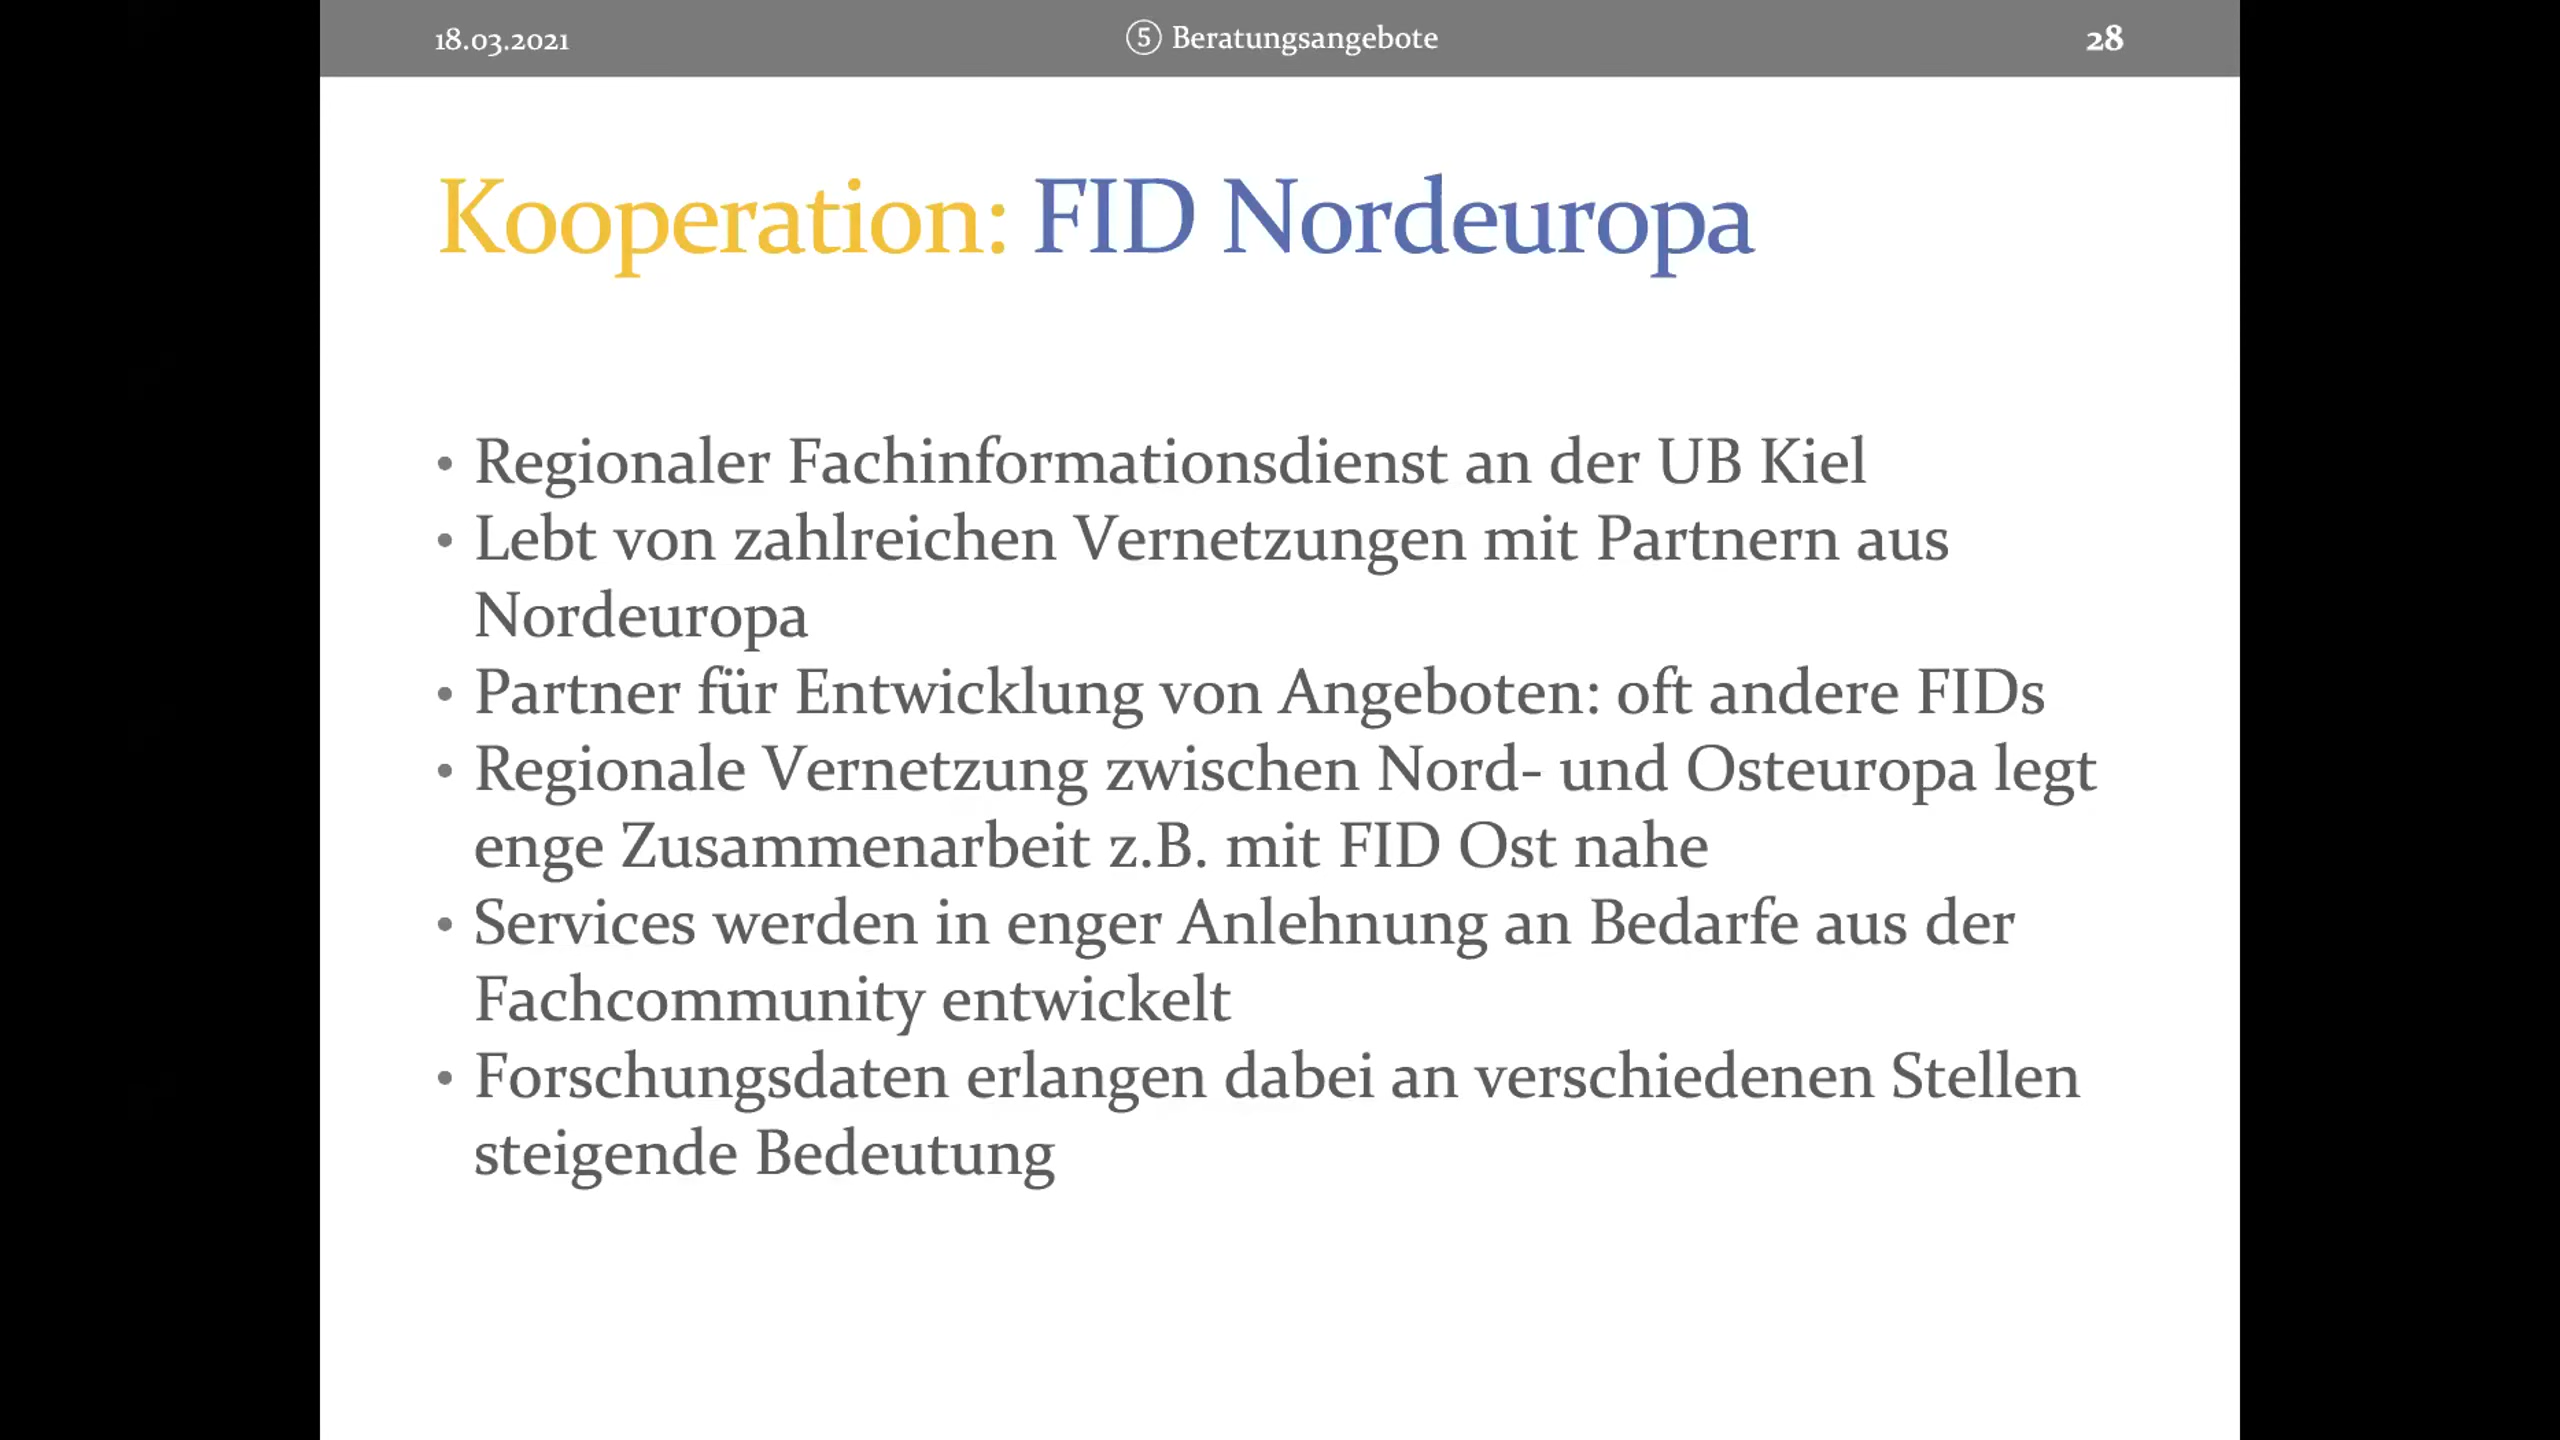 18.03.2021
⑤ Beratungsangebote
28
Kooperation: FID Nordeuropa
• Regionaler Fachinformationsdienst an der UB Kiel
• Lebt von zahlreichen Vernetzungen mit Partnern aus
Nordeuropa
• Partner für Entwicklung von Angeboten: oft andere FIDs
• Regionale Vernetzung zwischen Nord- und Osteuropa legt
enge Zusammenarbeit z.B. mit FID Ost nahe
• Services werden in enger Anlehnung an Bedarfe aus der
Fachcommunity entwickelt
• Forschungsdaten erlangen dabei an verschiedenen Stellen
steigende Bedeutung